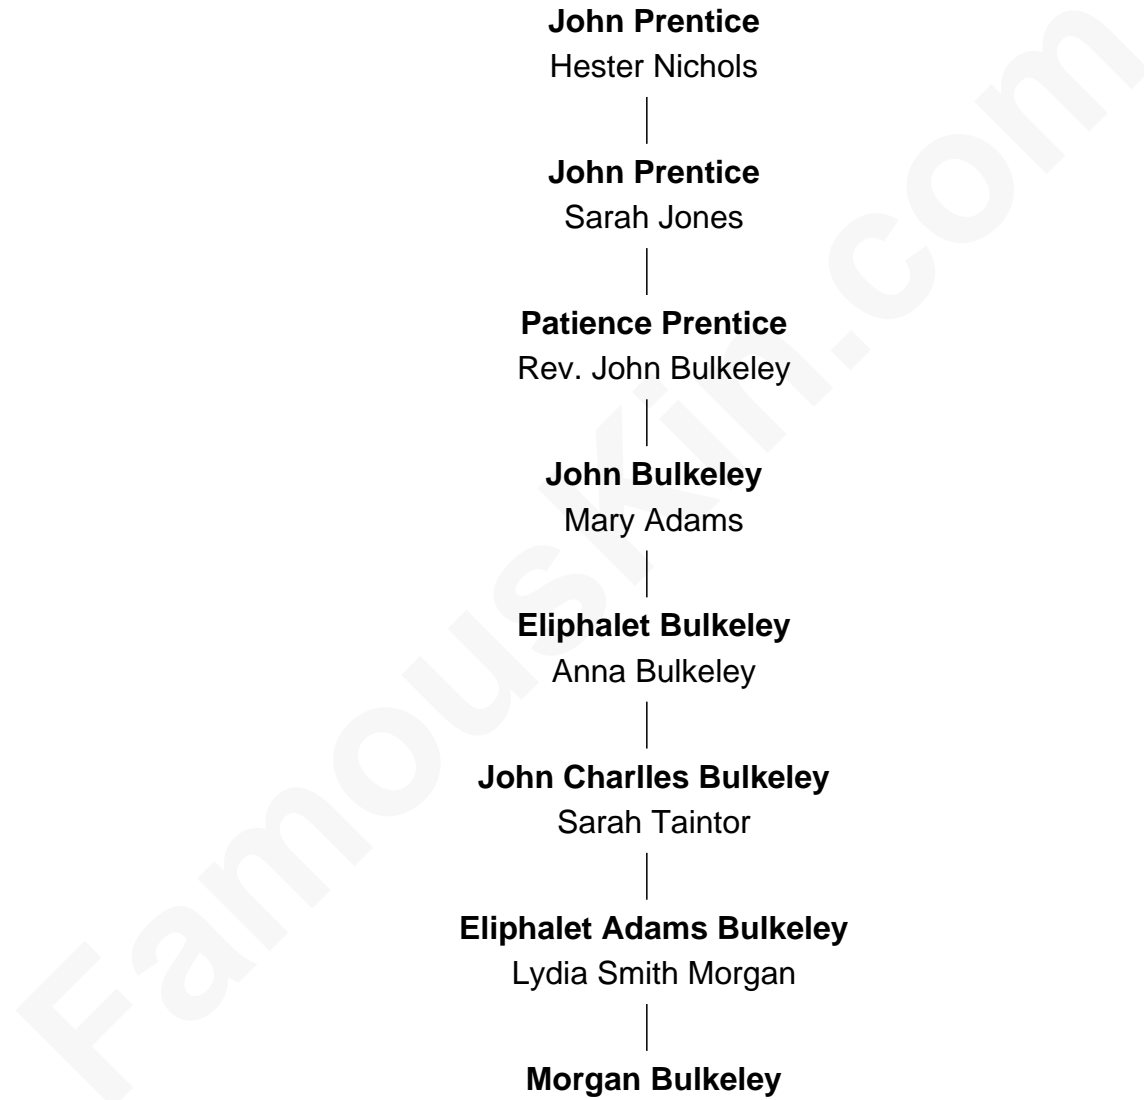 John Prentice
Hester Nichols
John Prentice
Sarah Jones
Patience Prentice
Rev. John Bulkeley
John Bulkeley
Mary Adams
Eliphalet Bulkeley
Anna Bulkeley
John Charlles Bulkeley
Sarah Taintor
Eliphalet Adams Bulkeley
Lydia Smith Morgan
Morgan Bulkeley
FamousKin.com